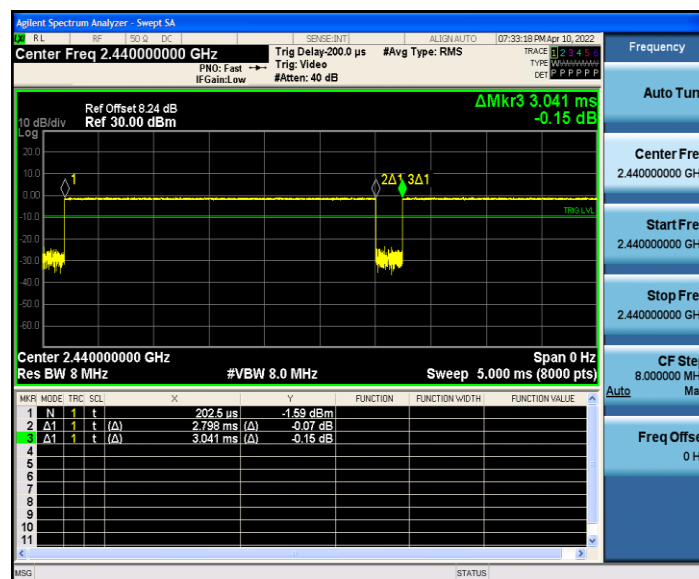 Agilent Spectrum Analyzer - Swept SA
RL RF 50 Ω DC SENSE:INT ALIGN AUTO 07:33:18 PM Apr 10, 2022
Center Freq 2.440000000 GHz
PNO: Fast
IFGain:Low
Trig Delay-200.0 µs
Trig: Video
#Atten: 40 dB
#Avg Type: RMS
TRACE 1 2 3 4 5 6
TYPE
DET P P P P P P
Ref Offset 8.24 dB
Ref 30.00 dBm
10 dB/div
Log
ΔMkr3 3.041 ms
-0.15 dB
20.0
10.0
0.00
-10.0
-20.0
-30.0
-40.0
-50.0
-60.0
1
2Δ1
3Δ1
TRIG LVL
Center 2.440000000 GHz
Span 0 Hz
Res BW 8 MHz
#VBW 8.0 MHz
Sweep 5.000 ms (8000 pts)
MKR MODE TRC SCL X Y FUNCTION FUNCTION WIDTH FUNCTION VALUE
1 N 1 t 202.5 µs -1.59 dBm
2 Δ1 1 t (Δ) 2.798 ms (Δ) -0.07 dB
3 Δ1 1 t (Δ) 3.041 ms (Δ) -0.15 dB
4
5
6
7
8
9
10
11
MSG
STATUS
Frequency
Auto Tun
Center Fre
2.440000000 GH
Start Fre
2.440000000 GH
Stop Fre
2.440000000 GH
CF Ste
8.000000 MH
Auto Ma
Freq Offse
0 H